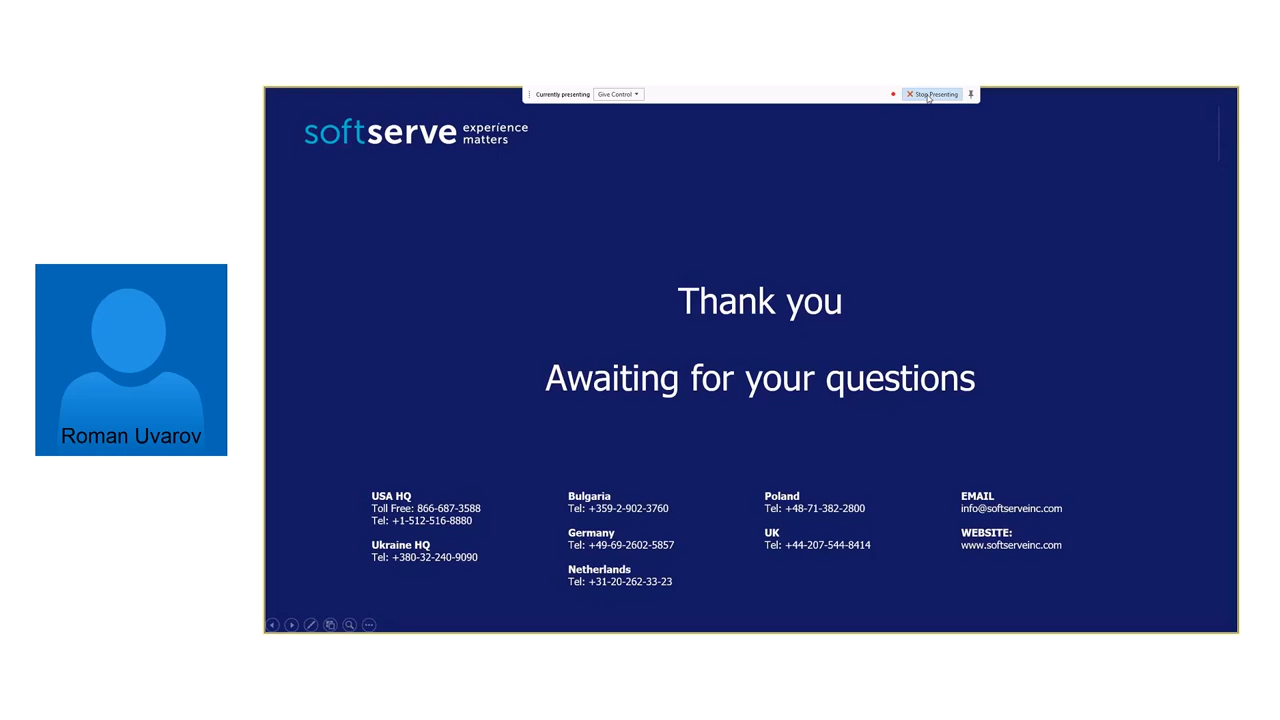 Currently presenting Give Control Stop Presenting
softserve experience matters
Thank you
Awaiting for your questions
Roman Uvarov
USA HQ
Toll Free: 866-687-3588
Tel: +1-512-516-8880
Ukraine HQ
Tel: +380-32-240-9090
Bulgaria
Tel: +359-2-902-3760
Germany
Tel: +49-69-2602-5857
Netherlands
Tel: +31-20-262-33-23
Poland
Tel: +48-71-382-2800
UK
Tel: +44-207-544-8414
EMAIL
info@softserveinc.com
WEBSITE:
www.softserveinc.com